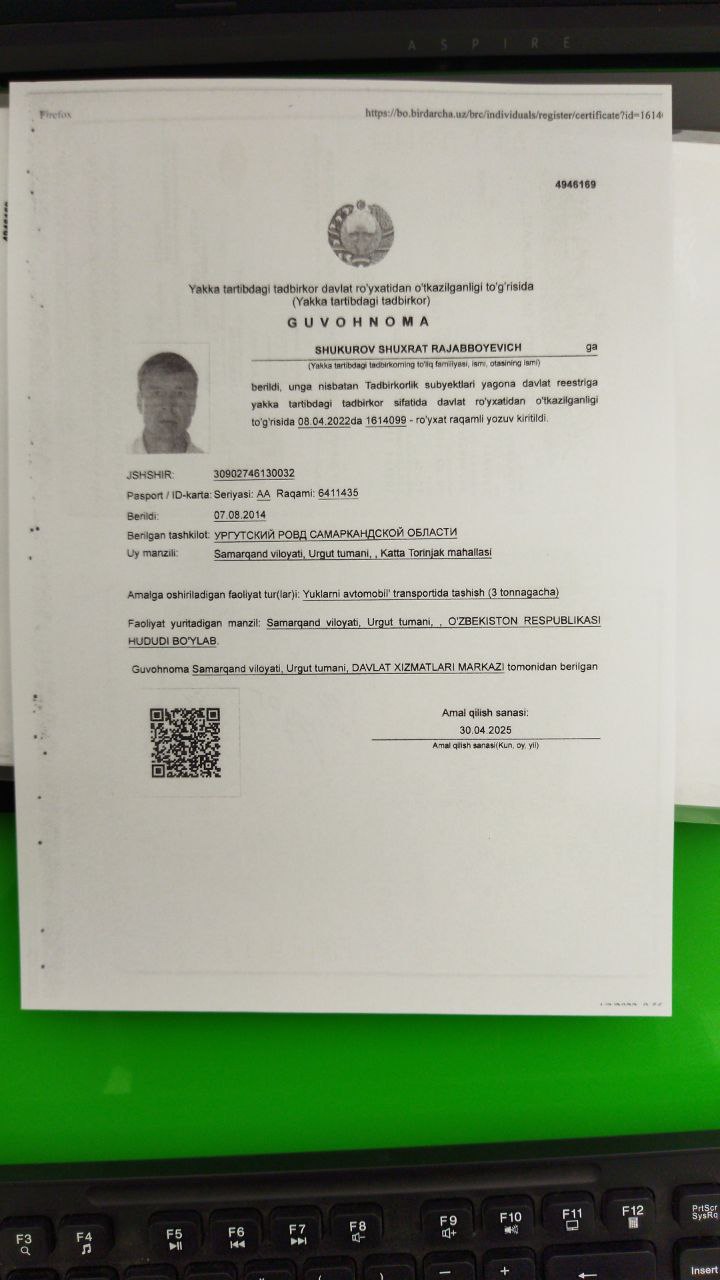 ASPIRE
Firefox
https://bo.birdarcha.uz/brc/individuals/register/certificate?id=1614
4946169
Yakka tartibdagi tadbirkor davlat ro'yxatidan o'tkazilganligi to'g'risida
(Yakka tartibdagi tadbirkor)
GUVOHNOMA
SHUKUROV SHUXRAT RAJABBOYEVICH ga
(Yakka tartibdagi tadbirkorning to'liq familiyasi, ismi, otasining ismi)
berildi, unga nisbatan Tadbirkorlik subyektlari yagona davlat reestriga
yakka tartibdagi tadbirkor sifatida davlat ro'yxatidan o'tkazilganligi
to'g'risida 08.04.2022da 1614099 - ro'yxat raqamli yozuv kiritildi.
JSHSHIR: 30902746130032
Pasport / ID-karta: Seriyasi: AA Raqami: 6411435
Berildi: 07.08.2014
Berilgan tashkilot: УРГУТСКИЙ РОВД САМАРКАНДСКОЙ ОБЛАСТИ
Uy manzili: Samarqand viloyati, Urgut tumani, , Katta Torinjak mahallasi
Amalga oshiriladigan faoliyat tur(lar)i: Yuklarni avtomobil' transportida tashish (3 tonnagacha)
Faoliyat yuritadigan manzil: Samarqand viloyati, Urgut tumani, , O'ZBEKISTON RESPUBLIKASI
HUDUDI BO'YLAB.
Guvohnoma Samarqand viloyati, Urgut tumani, DAVLAT XIZMATLARI MARKAZI tomonidan berilgan
Amal qilish sanasi:
30.04.2025
Amal qilish sanasi(Kun, oy, yil)
F3 F4 F5 F6 F7 F8 F9 F10 F11 F12 PrtScr
SysRq
Insert